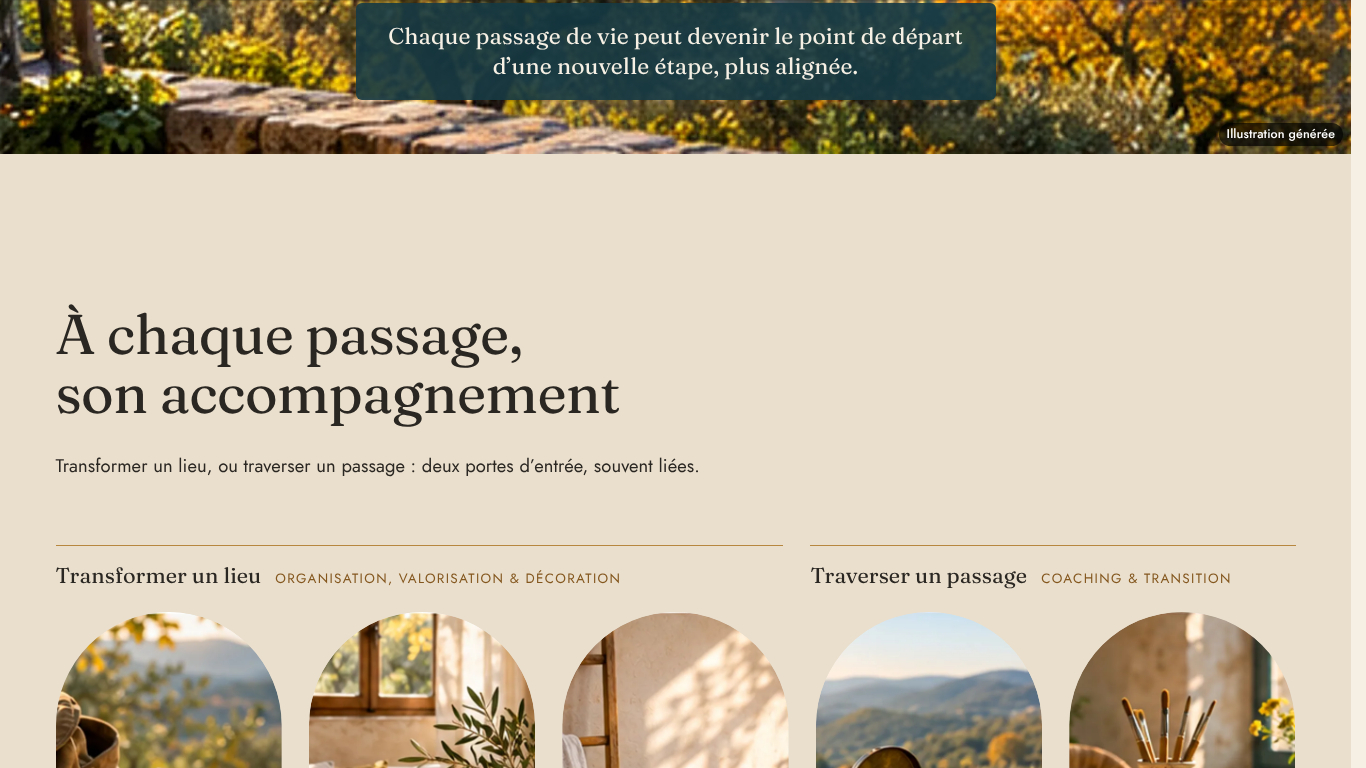 Chaque passage de vie peut devenir le point de départ
d’une nouvelle étape, plus alignée.
Illustration générée
À chaque passage,
son accompagnement
Transformer un lieu, ou traverser un passage : deux portes d’entrée, souvent liées.
Transformer un lieu ORGANISATION, VALORISATION & DÉCORATION
Traverser un passage COACHING & TRANSITION